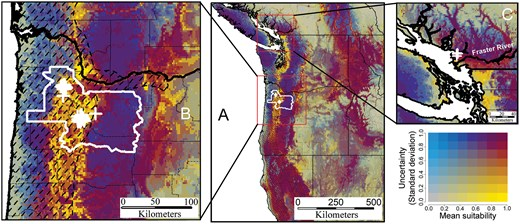 B
0 50 100
Kilometers
A
0 250 500
Kilometers
C
Fraster River
Uncertainty
(Standard deviation)
0.0 0.2 0.4 0.6 0.8 1.0
0.0 0.2 0.4 0.6 0.8 1.0
Mean suitability